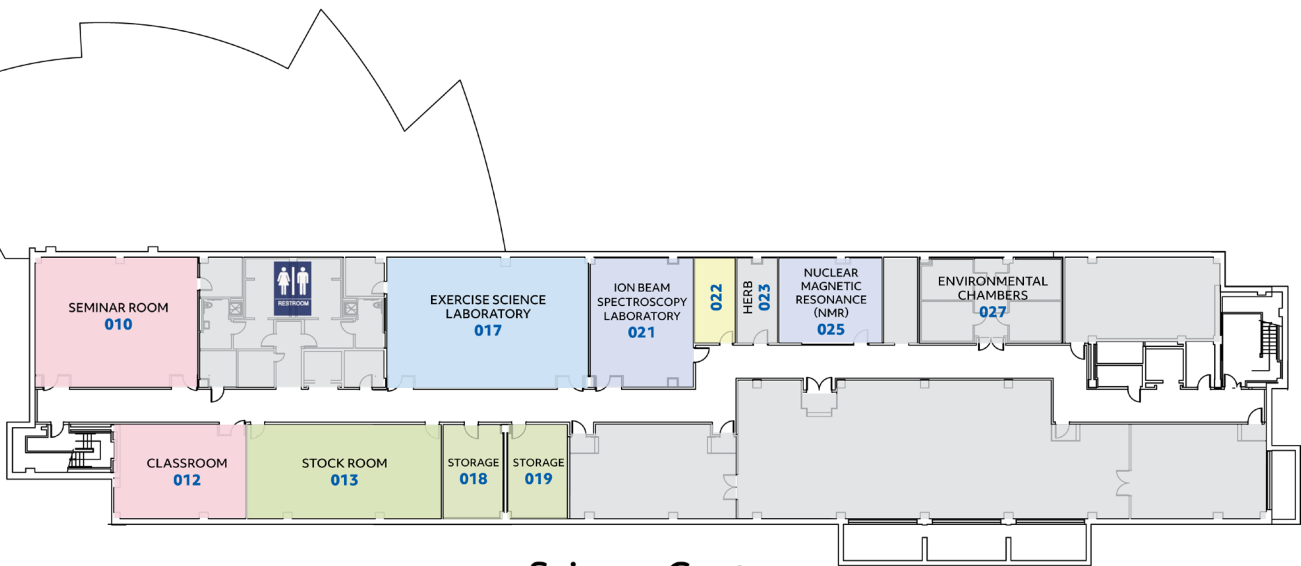 SEMINAR ROOM
010
RESTROOM
EXERCISE SCIENCE
LABORATORY
017
ION BEAM
SPECTROSCOPY
LABORATORY
021
022
HERB
023
NUCLEAR
MAGNETIC
RESONANCE
(NMR)
025
ENVIRONMENTAL
CHAMBERS
027
CLASSROOM
012
STOCK ROOM
013
STORAGE
018
STORAGE
019